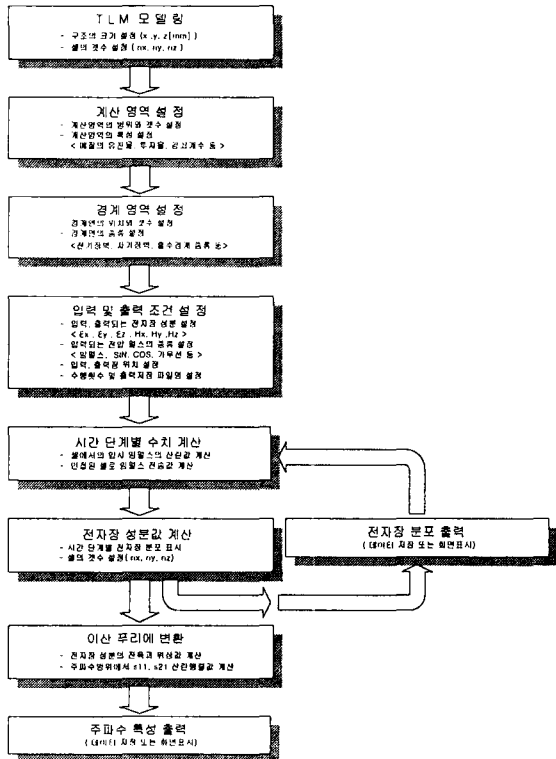 TLM 모델링
- 구조의 크기 설정 (x ,y, z[mm] )
- 셀의 갯수 설정 ( nx, ny, nz )
계산 영역 설정
- 계산영역의 범위와 갯수 설정
- 계산영역의 특성 설정
< 매질의 유전율, 투자율, 감쇠계수 등 >
경계 영역 설정
- 경계면의 위치와 갯수 설정
- 경계면의 종류 설정
<전기장벽, 자기장벽, 흡수경계 종류 등>
입력 및 출력 조건 설정
- 입력, 출력되는 전자장 성분 설정
< Ex , Ey , Ez , Hx, Hy ,Hz >
- 입력되는 전압 펄스의 종류 설정
< 임펄스, SIN, COS, 가우션 등 >
- 입력, 출력점 위치 설정
- 수행횟수 및 출력저장 파일명 설정
시간 단계별 수치 계산
- 셀에서의 입사 임펄스의 산란값 계산
- 인접된 셀로 임펄스 전송값 계산
전자장 성분값 계산
- 시간 단계별 전자장 분포 표시
- 셀의 갯수 설정( nx, ny, nz)
전자장 분포 출력
( 데이터 저장 또는 화면표시)
이산 푸리에 변환
- 전자장 성분의 진폭과 위상값 계산
- 주파수범위에서 s11, s21 산란행렬값 계산
주파수 특성 출력
( 데이터 저장 또는 화면표시)